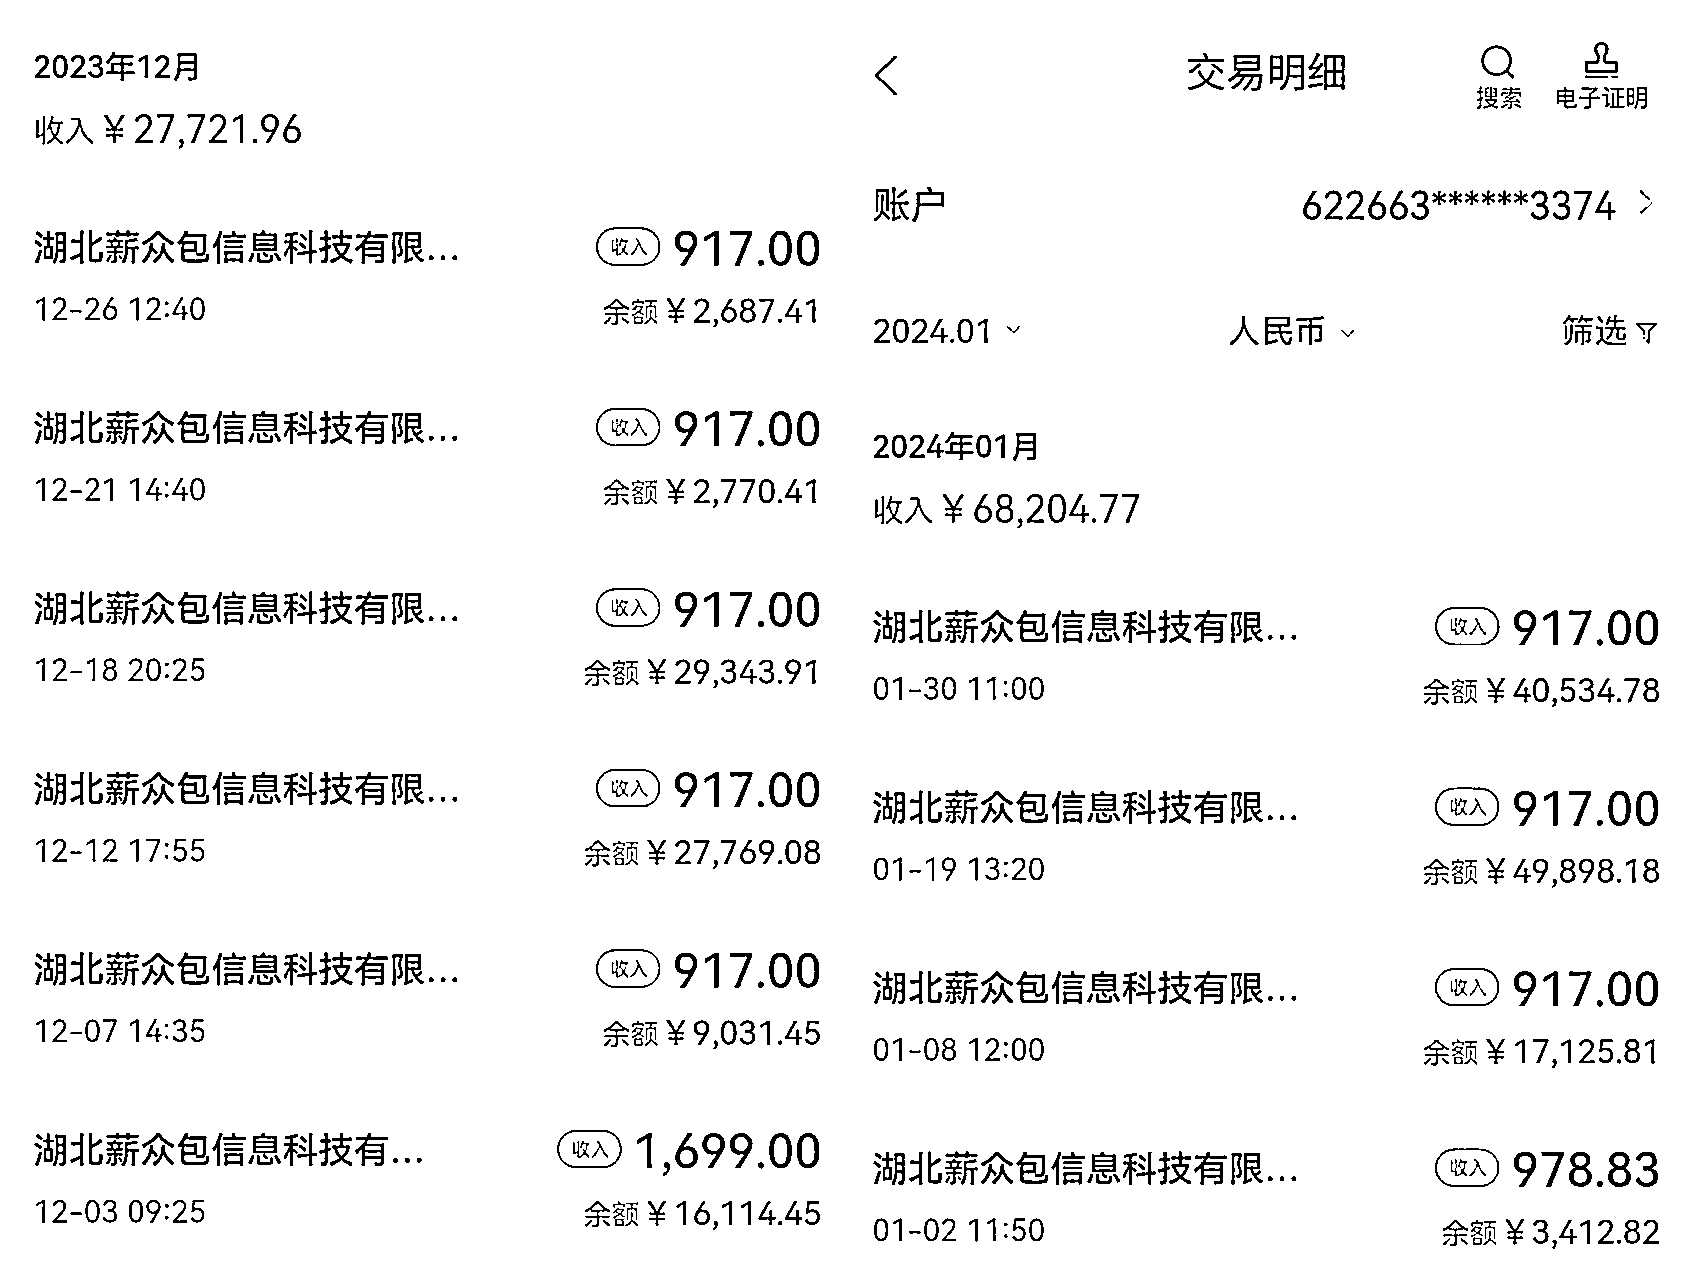 2023年12月
收入￥27,721.96
湖北薪众包信息科技有限... 收入 917.00
12-26 12:40 余额￥2,687.41
湖北薪众包信息科技有限... 收入 917.00
12-21 14:40 余额￥2,770.41
湖北薪众包信息科技有限... 收入 917.00
12-18 20:25 余额￥29,343.91
湖北薪众包信息科技有限... 收入 917.00
12-12 17:55 余额￥27,769.08
湖北薪众包信息科技有限... 收入 917.00
12-07 14:35 余额￥9,031.45
湖北薪众包信息科技有... 收入 1,699.00
12-03 09:25 余额￥16,114.45
交易明细
搜索 电子证明
账户 622663******3374
2024.01 人民币 筛选
2024年01月
收入￥68,204.77
湖北薪众包信息科技有限... 收入 917.00
01-30 11:00 余额￥40,534.78
湖北薪众包信息科技有限... 收入 917.00
01-19 13:20 余额￥49,898.18
湖北薪众包信息科技有限... 收入 917.00
01-08 12:00 余额￥17,125.81
湖北薪众包信息科技有限... 收入 978.83
01-02 11:50 余额￥3,412.82